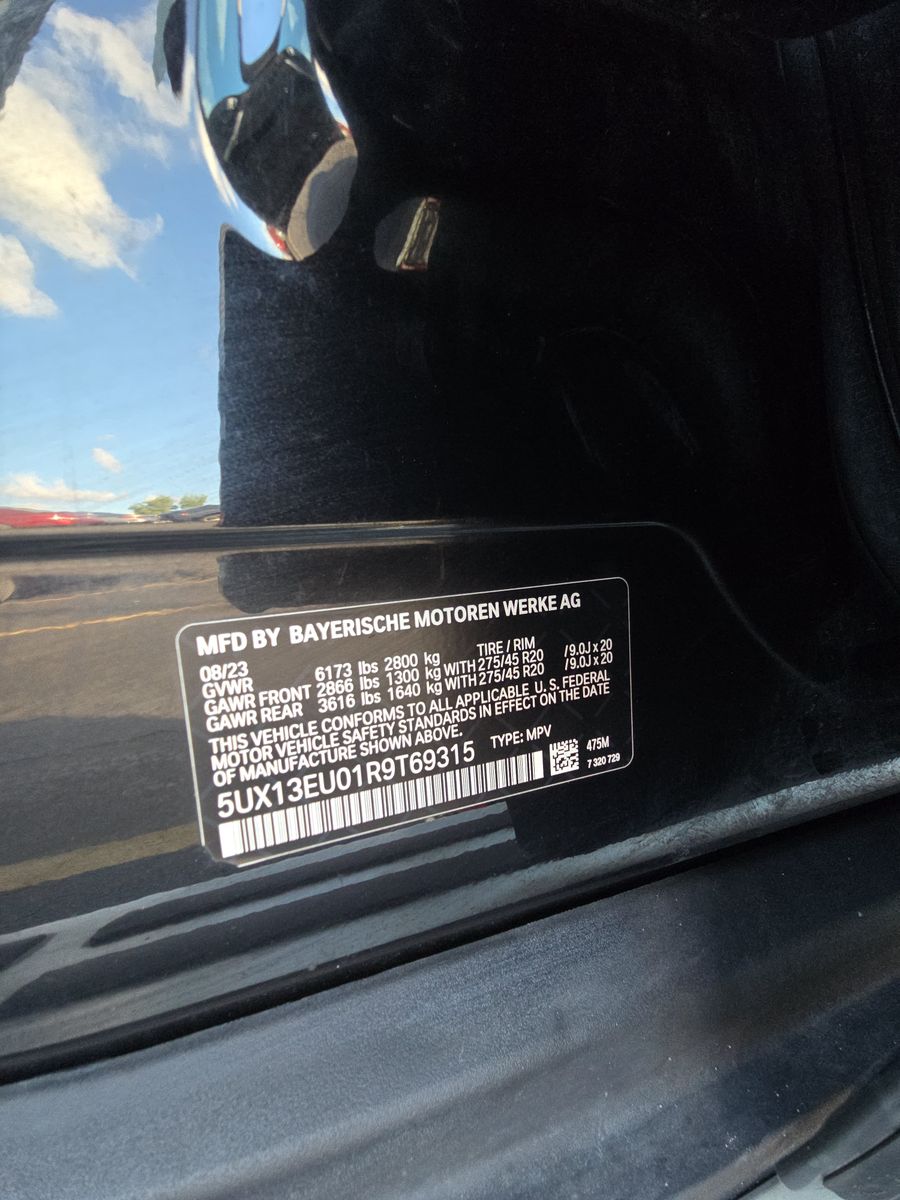 MFD BY BAYERISCHE MOTOREN WERKE AG
08/23 TIRE / RIM
GVWR 6173 lbs 2800 kg
GAWR FRONT 2866 lbs 1300 kg WITH 275/45 R20 /9.0J x 20
GAWR REAR 3616 lbs 1640 kg WITH 275/45 R20 /9.0J x 20
THIS VEHICLE CONFORMS TO ALL APPLICABLE U. S. FEDERAL
MOTOR VEHICLE SAFETY STANDARDS IN EFFECT ON THE DATE
OF MANUFACTURE SHOWN ABOVE.
5UX13EU01R9T69315 TYPE: MPV
475M
7 320 729